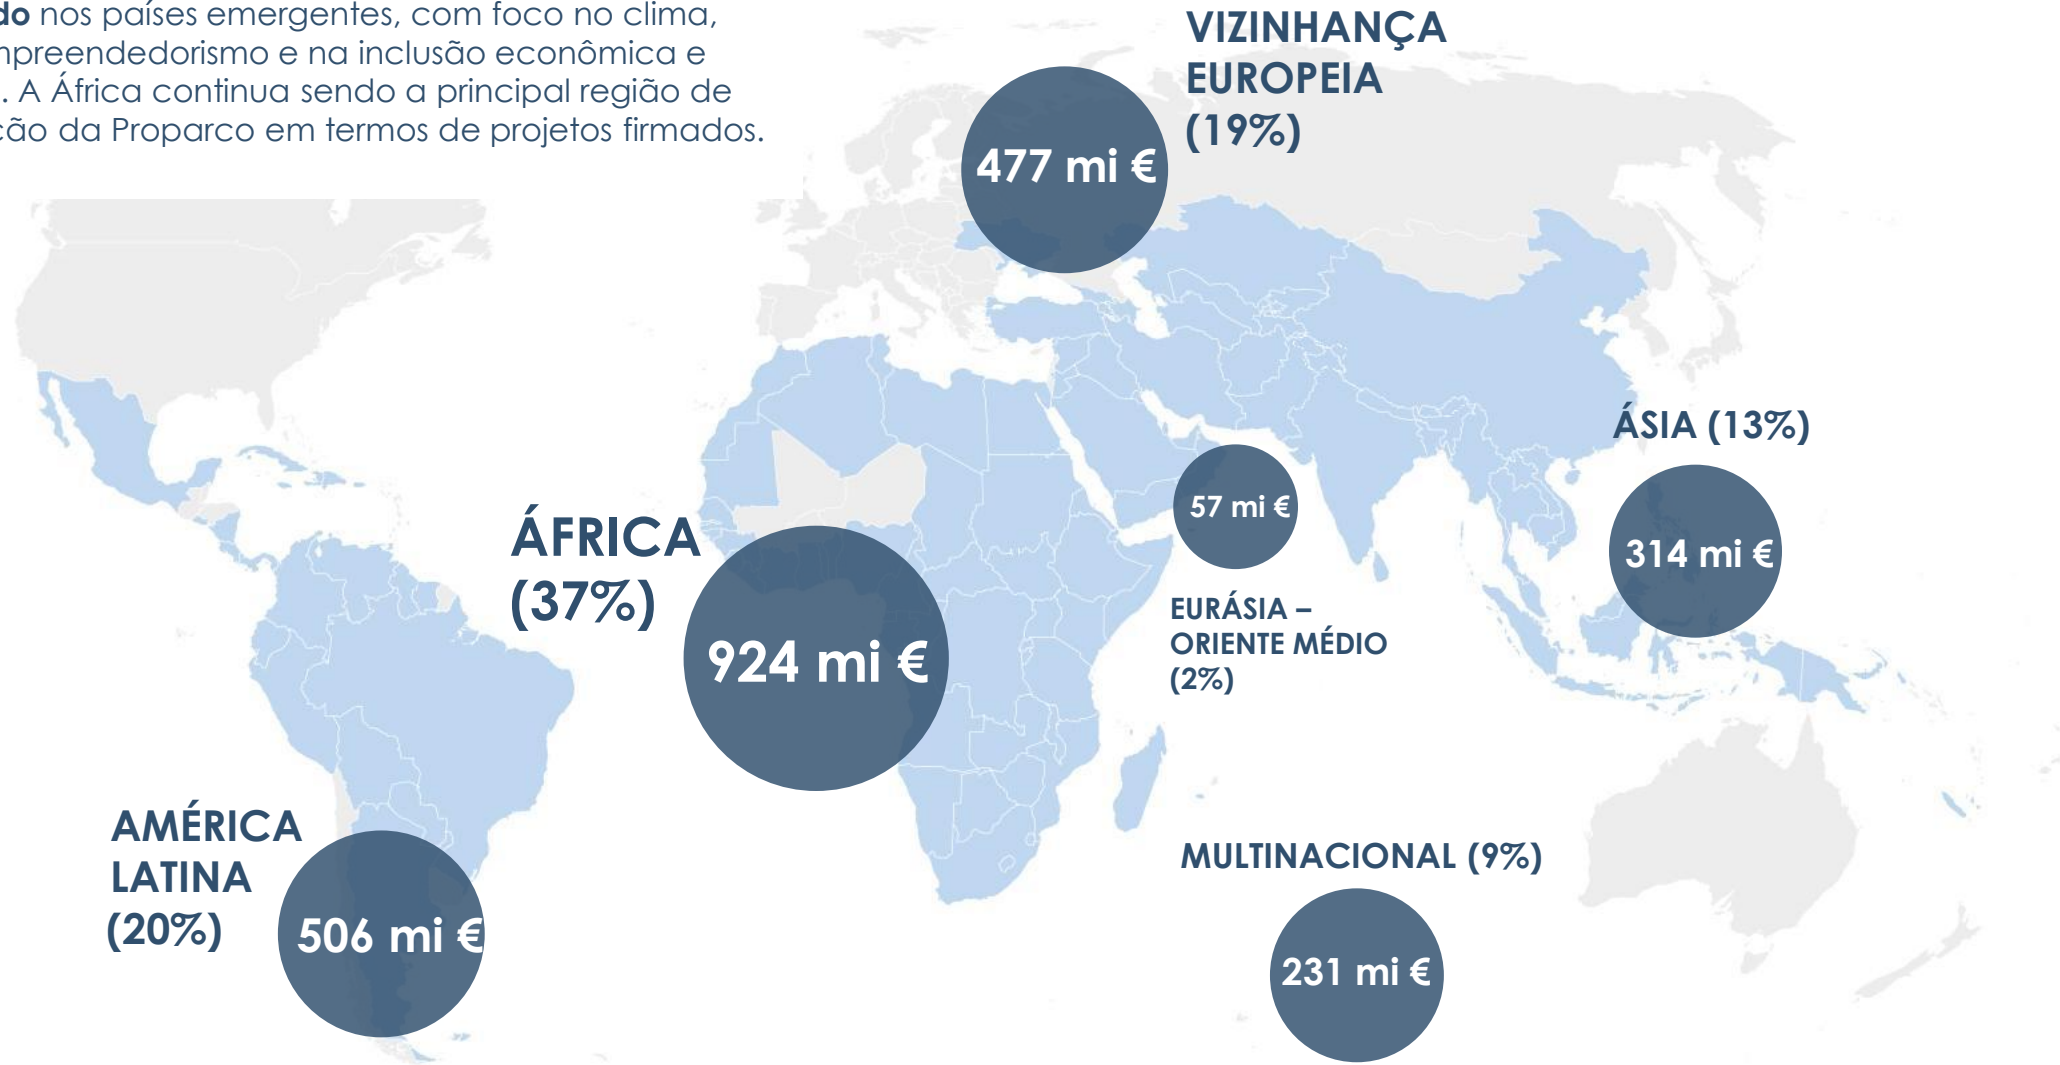 do nos países emergentes, com foco no clima,
mpreendedorismo e na inclusão econômica e
. A África continua sendo a principal região de
ção da Proparco em termos de projetos firmados.
VIZINHANÇA
EUROPEIA
(19%)
477 mi €
ÁSIA (13%)
314 mi €
57 mi €
EURÁSIA –
ORIENTE MÉDIO
(2%)
ÁFRICA
(37%)
924 mi €
AMÉRICA
LATINA
(20%)
506 mi €
MULTINACIONAL (9%)
231 mi €